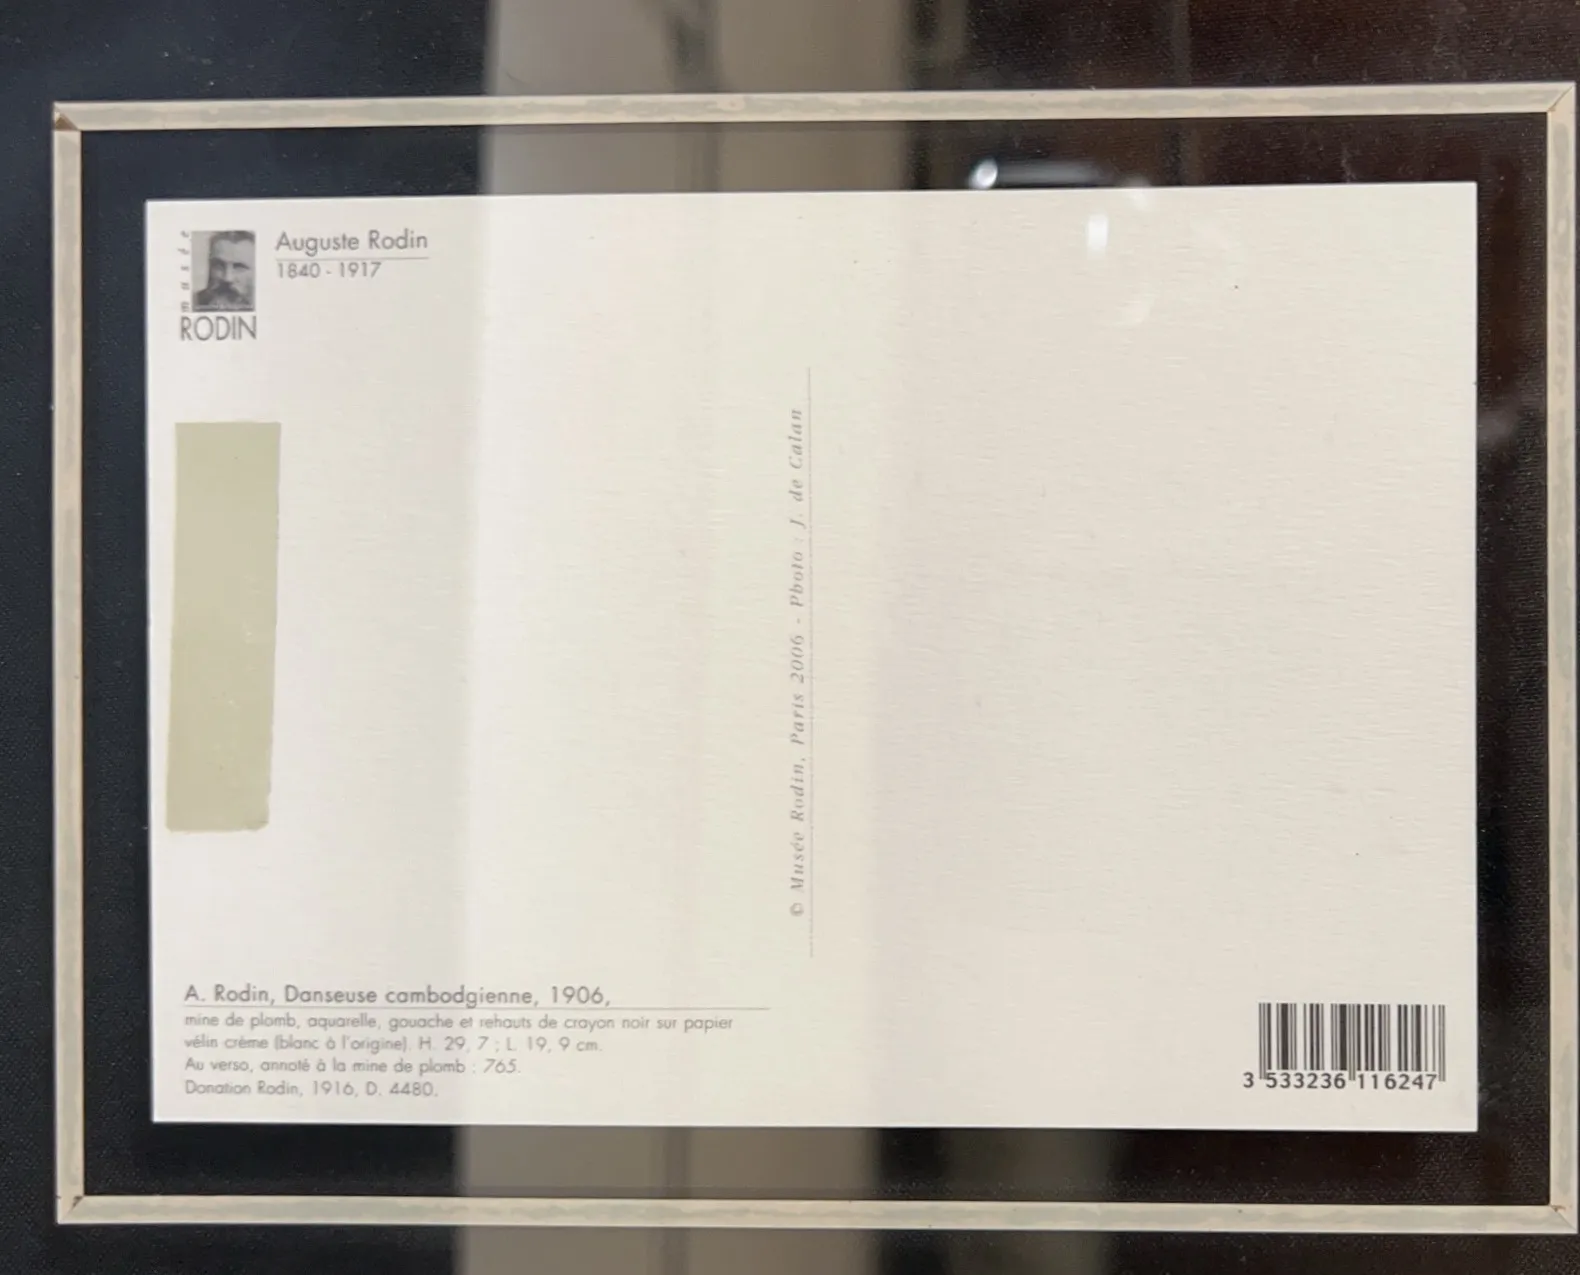 musée
RODIN
Auguste Rodin
1840 - 1917
© Musée Rodin, Paris 2006 - Photo : J. de Calan
A. Rodin, Danseuse cambodgienne, 1906,
mine de plomb, aquarelle, gouache et rehauts de crayon noir sur papier
vélin crème (blanc à l'origine). H. 29, 7 ; L. 19, 9 cm.
Au verso, annoté à la mine de plomb : 765.
Donation Rodin, 1916, D. 4480.
3 533236 116247